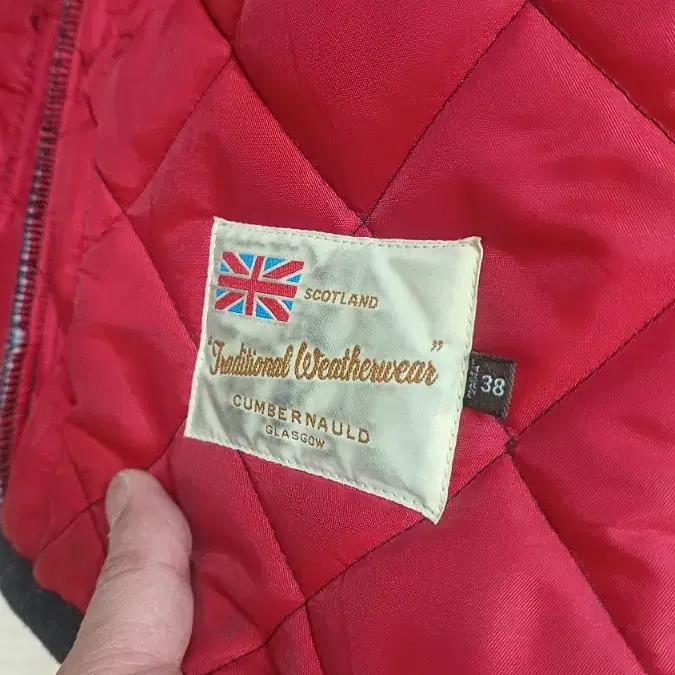 SCOTLAND
"Traditional Weatherwear"
CUMBERNAULD
GLASGOW
38